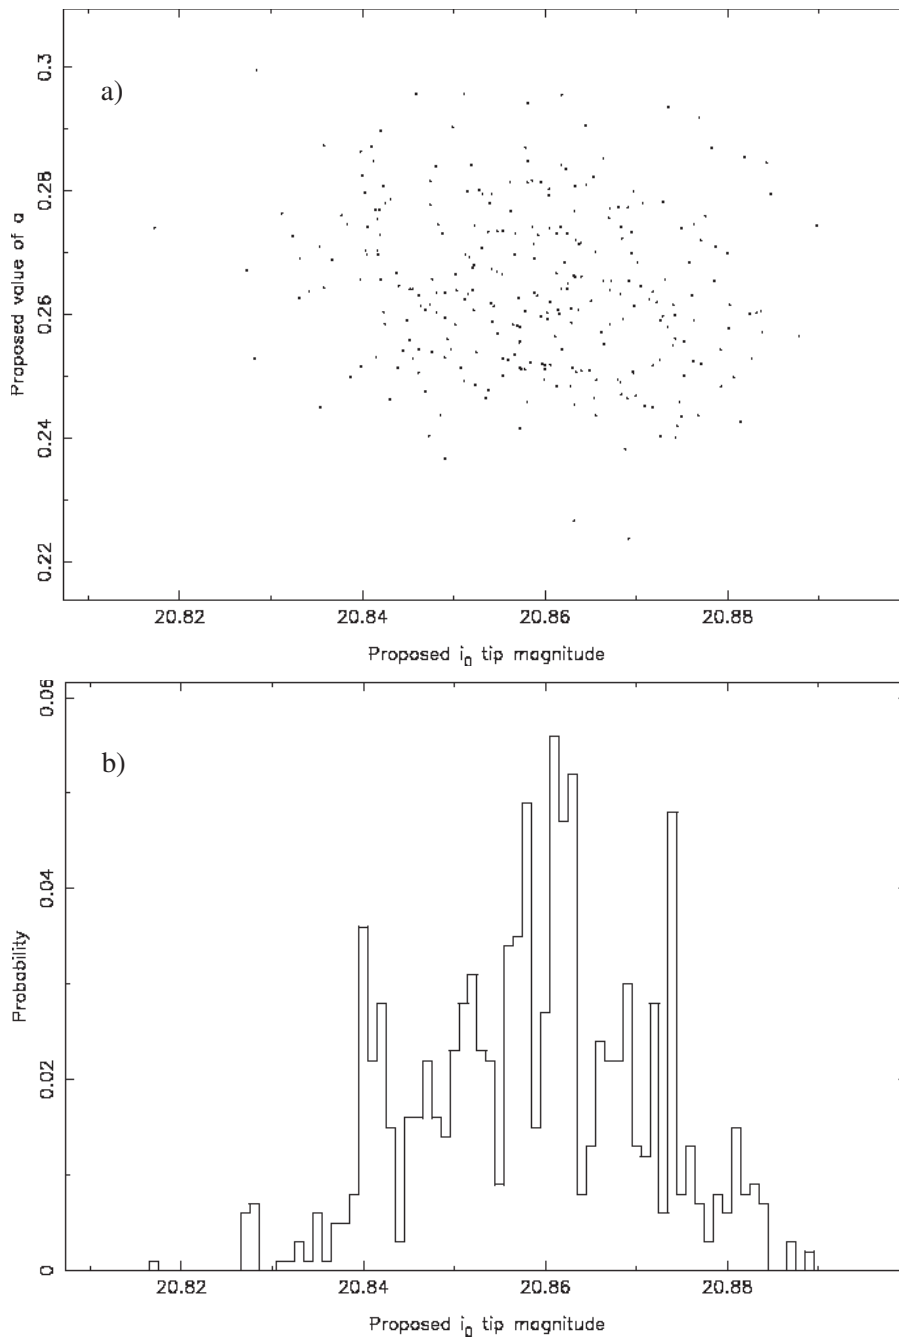 a)
0.3
0.28
0.26
0.24
0.22
Proposed value of a
20.82 20.84 20.86 20.88
Proposed i0 tip magnitude
b)
0.06
0.04
0.02
0
Probability
20.82 20.84 20.86 20.88
Proposed i0 tip magnitude